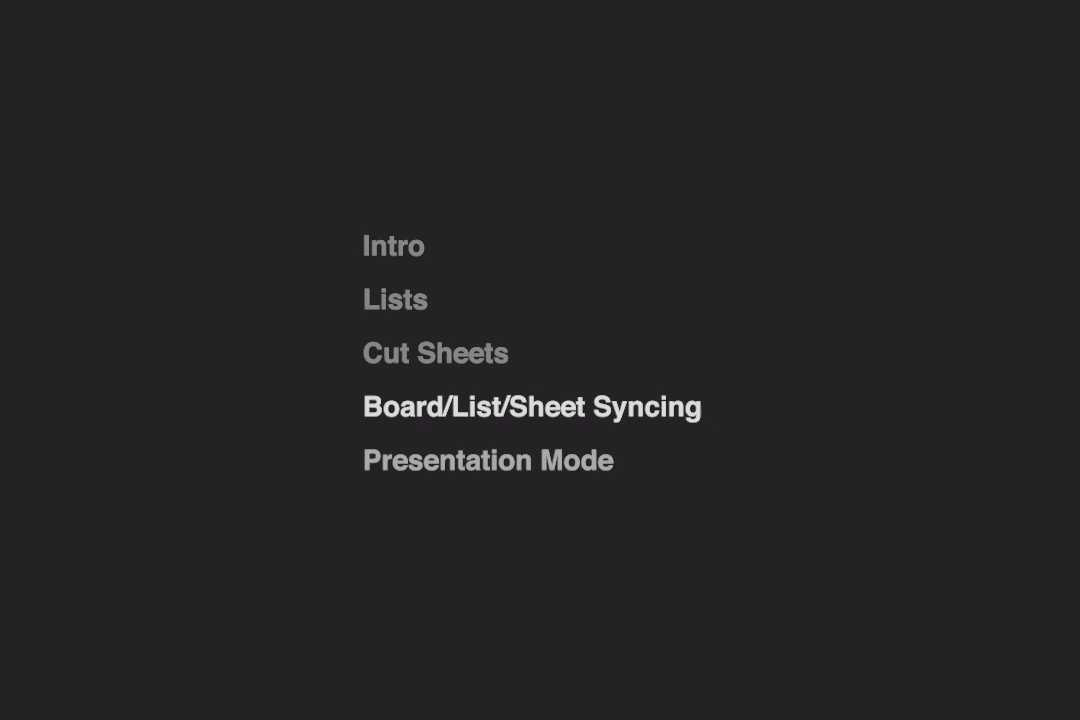 Intro
Lists
Cut Sheets
Board/List/Sheet Syncing
Presentation Mode